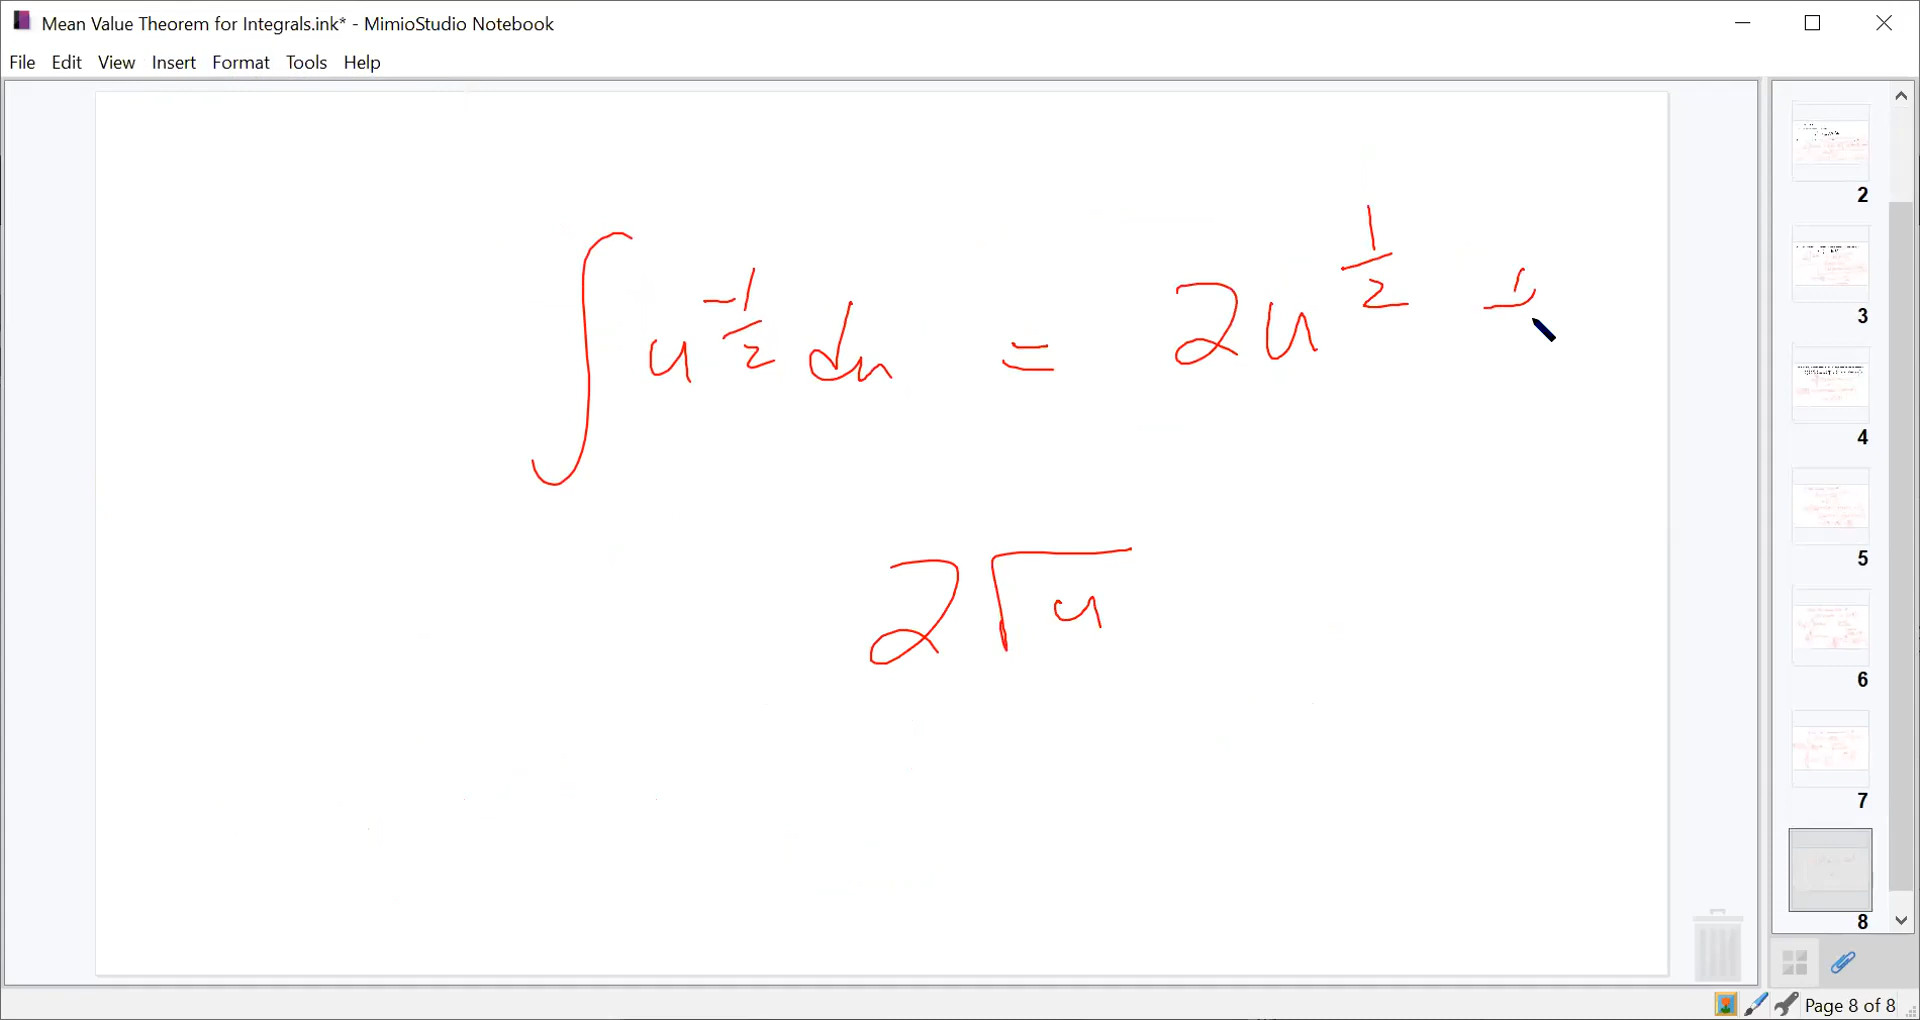 Mean Value Theorem for Integrals.ink* - MimioStudio Notebook
File Edit View Insert Format Tools Help
∫ u^(-1/2) du = 2u^(1/2)
2√u
2
3
4
5
6
7
8
Page 8 of 8